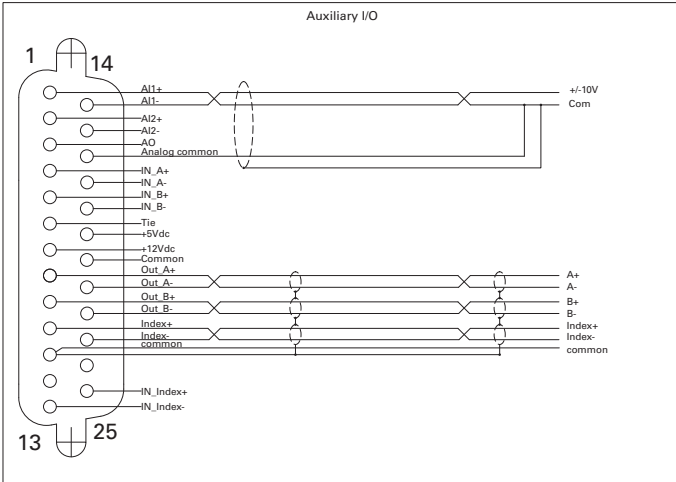 Auxiliary I/O
1
14
AI1+
AI1-
AI2+
AI2-
AO
Analog common
IN_A+
IN_A-
IN_B+
IN_B-
Tie
+5Vdc
+12Vdc
Common
Out_A+
Out_A-
Out_B+
Out_B-
Index+
Index-
common
IN_Index+
IN_Index-
13
25
+/-10V
Com
A+
A-
B+
B-
Index+
Index-
common